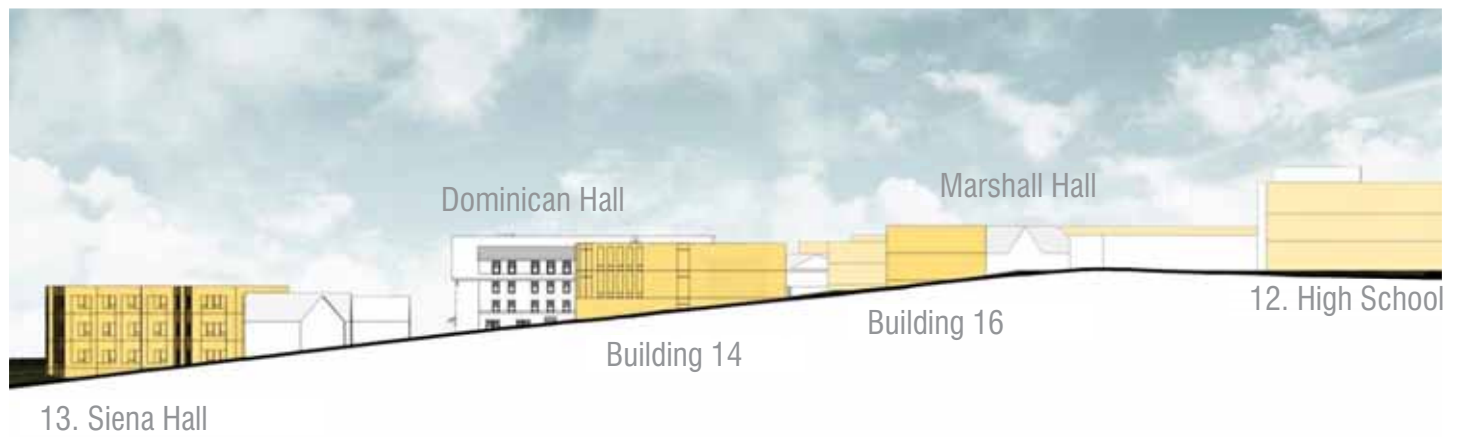 Dominican Hall
Marshall Hall
12. High School
Building 16
Building 14
13. Siena Hall